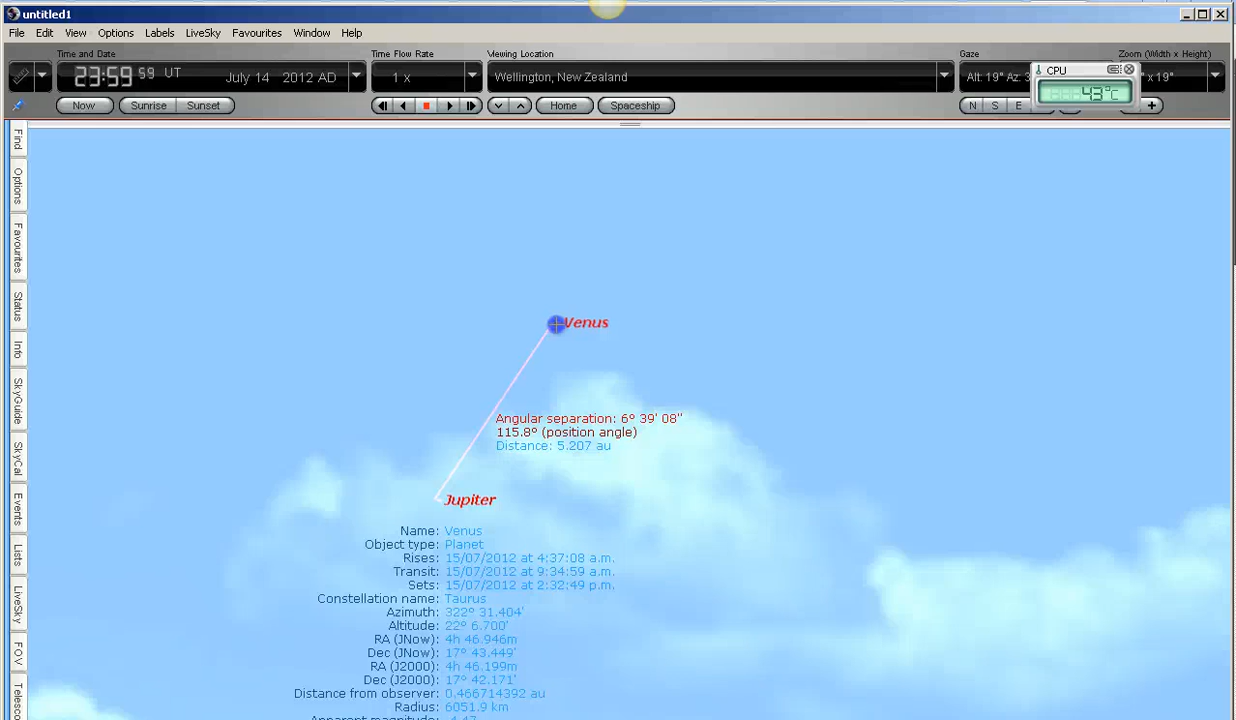 untitled1
File Edit View Options Labels LiveSky Favourites Window Help
Time and Date Time Flow Rate Viewing Location Gaze Zoom (Width x Height)
23:59 59 UT July 14 2012 AD 1 x Wellington, New Zealand Alt: 19° Az: 3 ° x 19°
CPU
43°C
Now Sunrise Sunset Home Spaceship N S E +
Find
Options
Favourites
Status
Info
SkyGuide
SkyCal
Events
Lists
LiveSky
FOV
Venus
Angular separation: 6° 39' 08"
115.8° (position angle)
Distance: 5.207 au
Jupiter
Name: Venus
Object type: Planet
Rises: 15/07/2012 at 4:37:08 a.m.
Transit: 15/07/2012 at 9:34:59 a.m.
Sets: 15/07/2012 at 2:32:49 p.m.
Constellation name: Taurus
Azimuth: 322° 31.404'
Altitude: 22° 6.700'
RA (JNow): 4h 46.946m
Dec (JNow): 17° 43.449'
RA (J2000): 4h 46.199m
Dec (J2000): 17° 42.171'
Distance from observer: 0.466714392 au
Radius: 6051.9 km